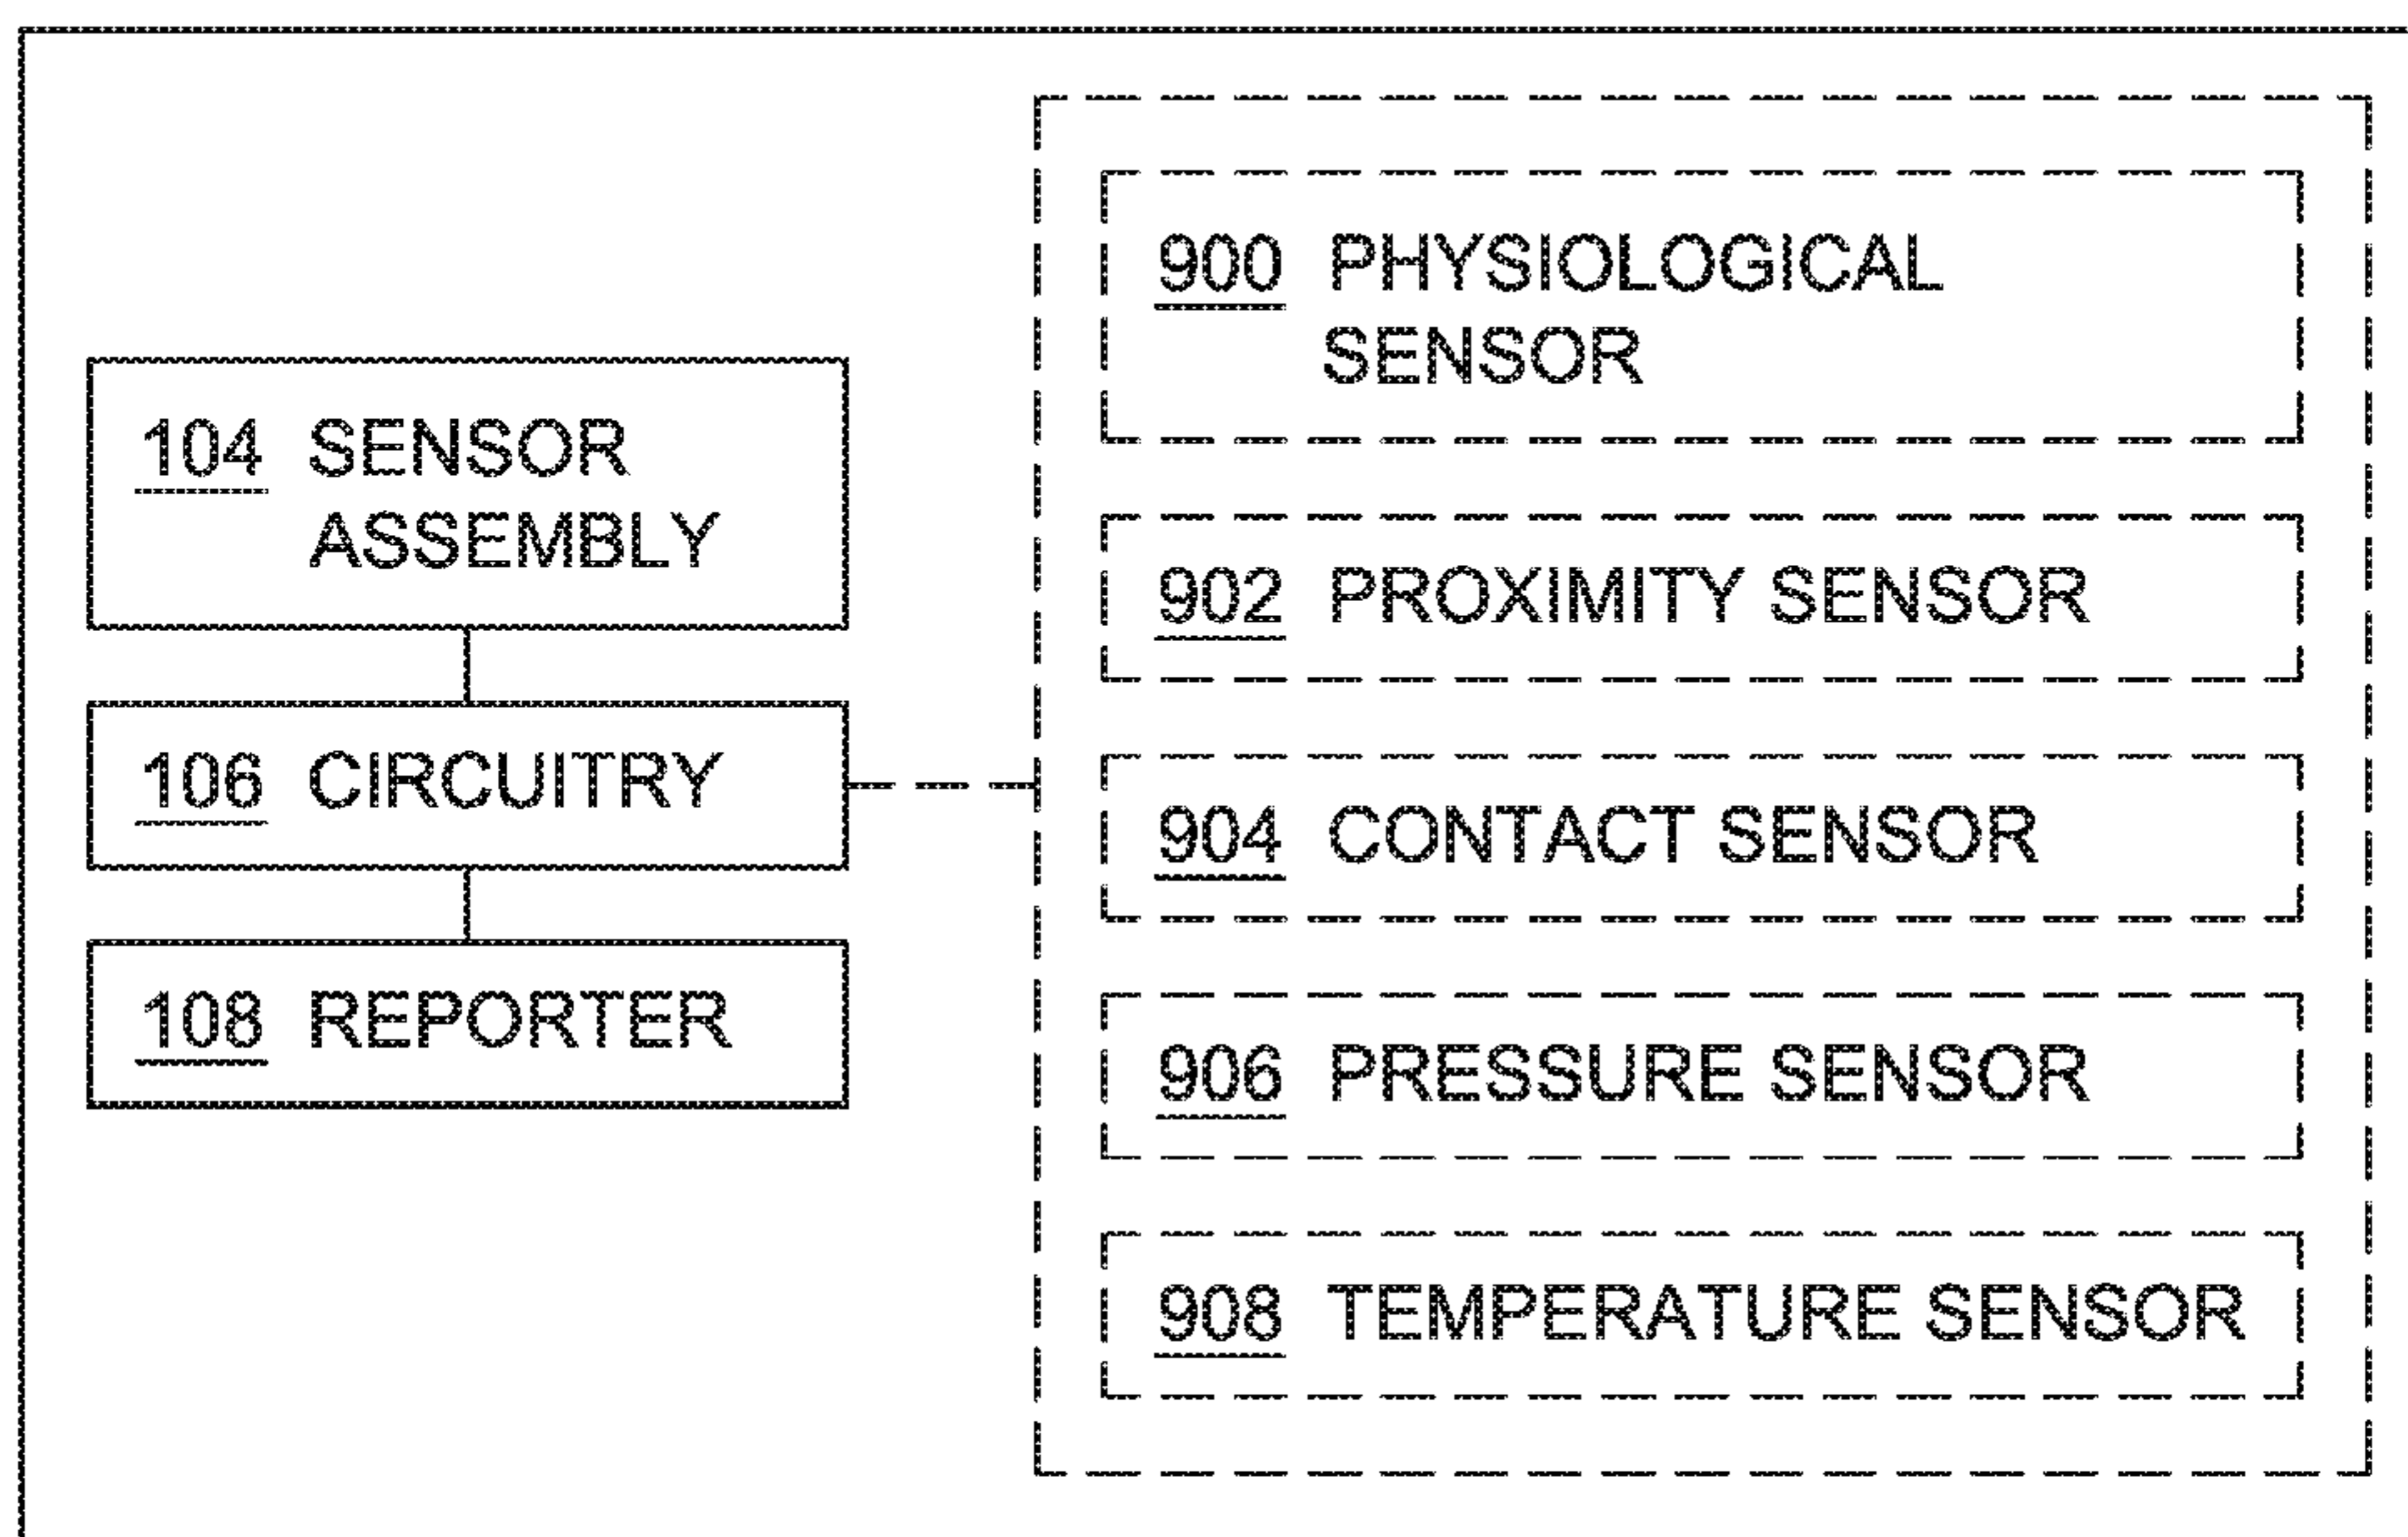 104 SENSOR
ASSEMBLY
106 CIRCUITRY
108 REPORTER
900 PHYSIOLOGICAL
SENSOR
902 PROXIMITY SENSOR
904 CONTACT SENSOR
906 PRESSURE SENSOR
908 TEMPERATURE SENSOR